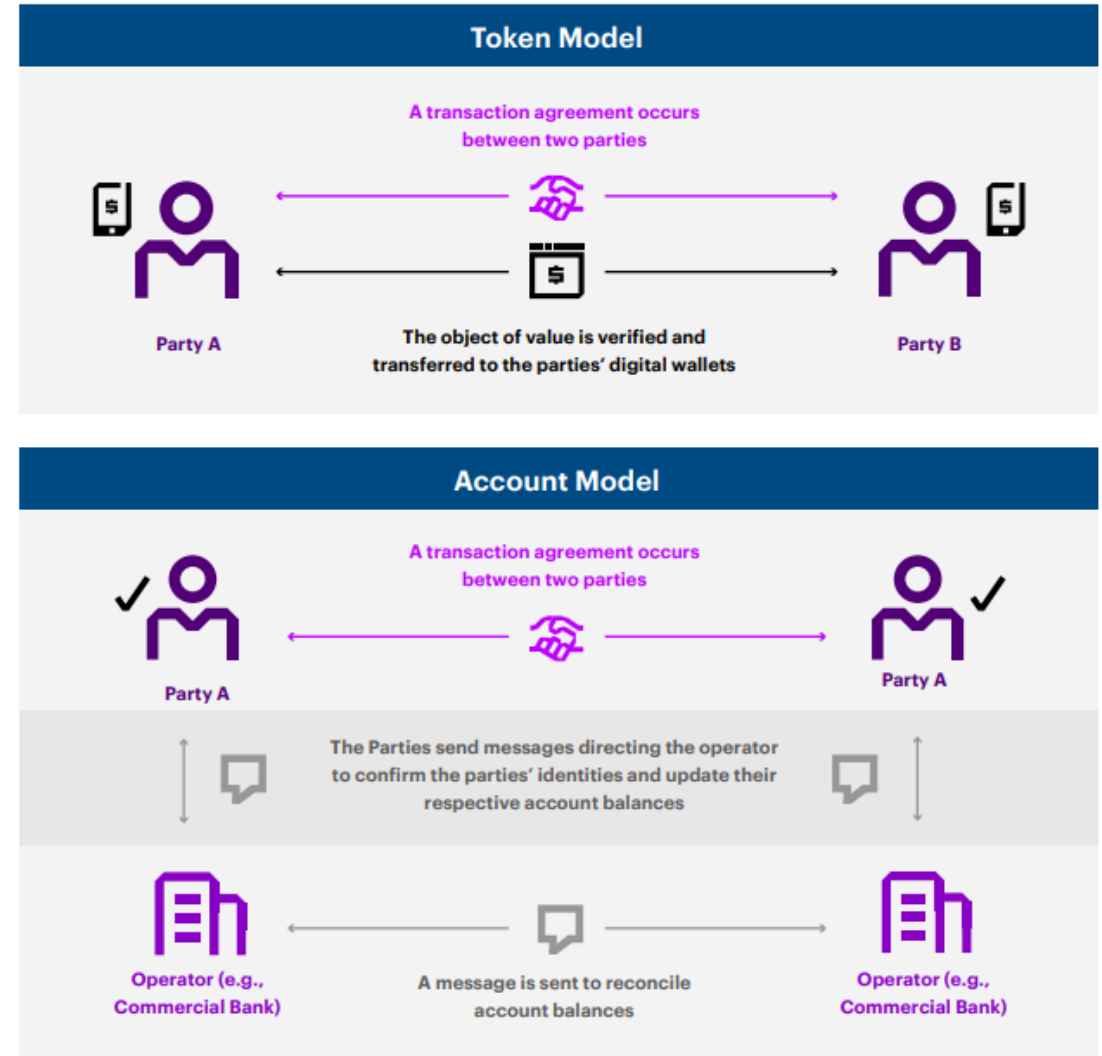 Token Model
A transaction agreement occurs
between two parties
$
$
$
Party A
The object of value is verified and
transferred to the parties’ digital wallets
Party B
Account Model
A transaction agreement occurs
between two parties
Party A
Party A
The Parties send messages directing the operator
to confirm the parties’ identities and update their
respective account balances
Operator (e.g.,
Commercial Bank)
A message is sent to reconcile
account balances
Operator (e.g.,
Commercial Bank)